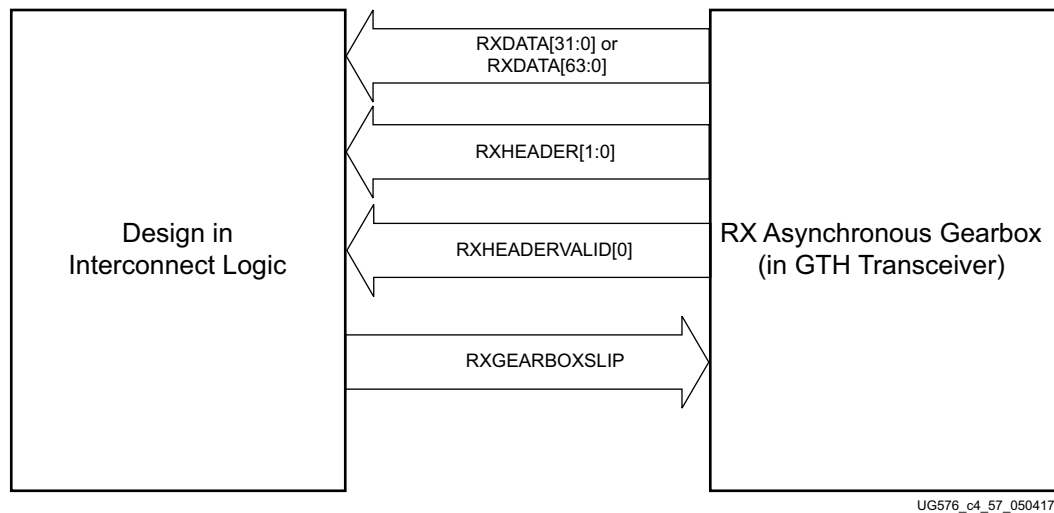 RXDATA[31:0] or
RXDATA[63:0]
RXHEADER[1:0]
Design in
Interconnect Logic
RXHEADERVALID[0]
RX Asynchronous Gearbox
(in GTH Transceiver)
RXGEARBOXSLIP
UG576_c4_57_050417